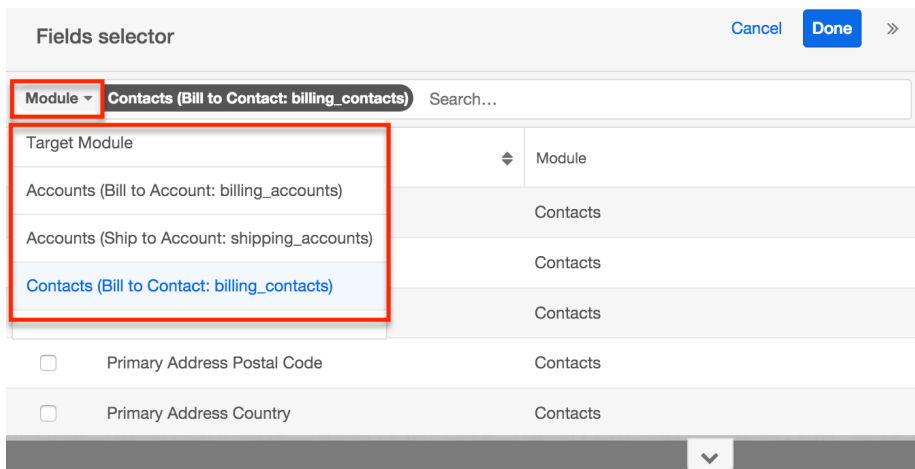 Fields selector
Cancel
Done
Module
Contacts (Bill to Contact: billing_contacts)
Search...
Target Module
Module
Accounts (Bill to Account: billing_accounts)
Contacts
Accounts (Ship to Account: shipping_accounts)
Contacts
Contacts (Bill to Contact: billing_contacts)
Contacts
Primary Address Postal Code
Contacts
Primary Address Country
Contacts